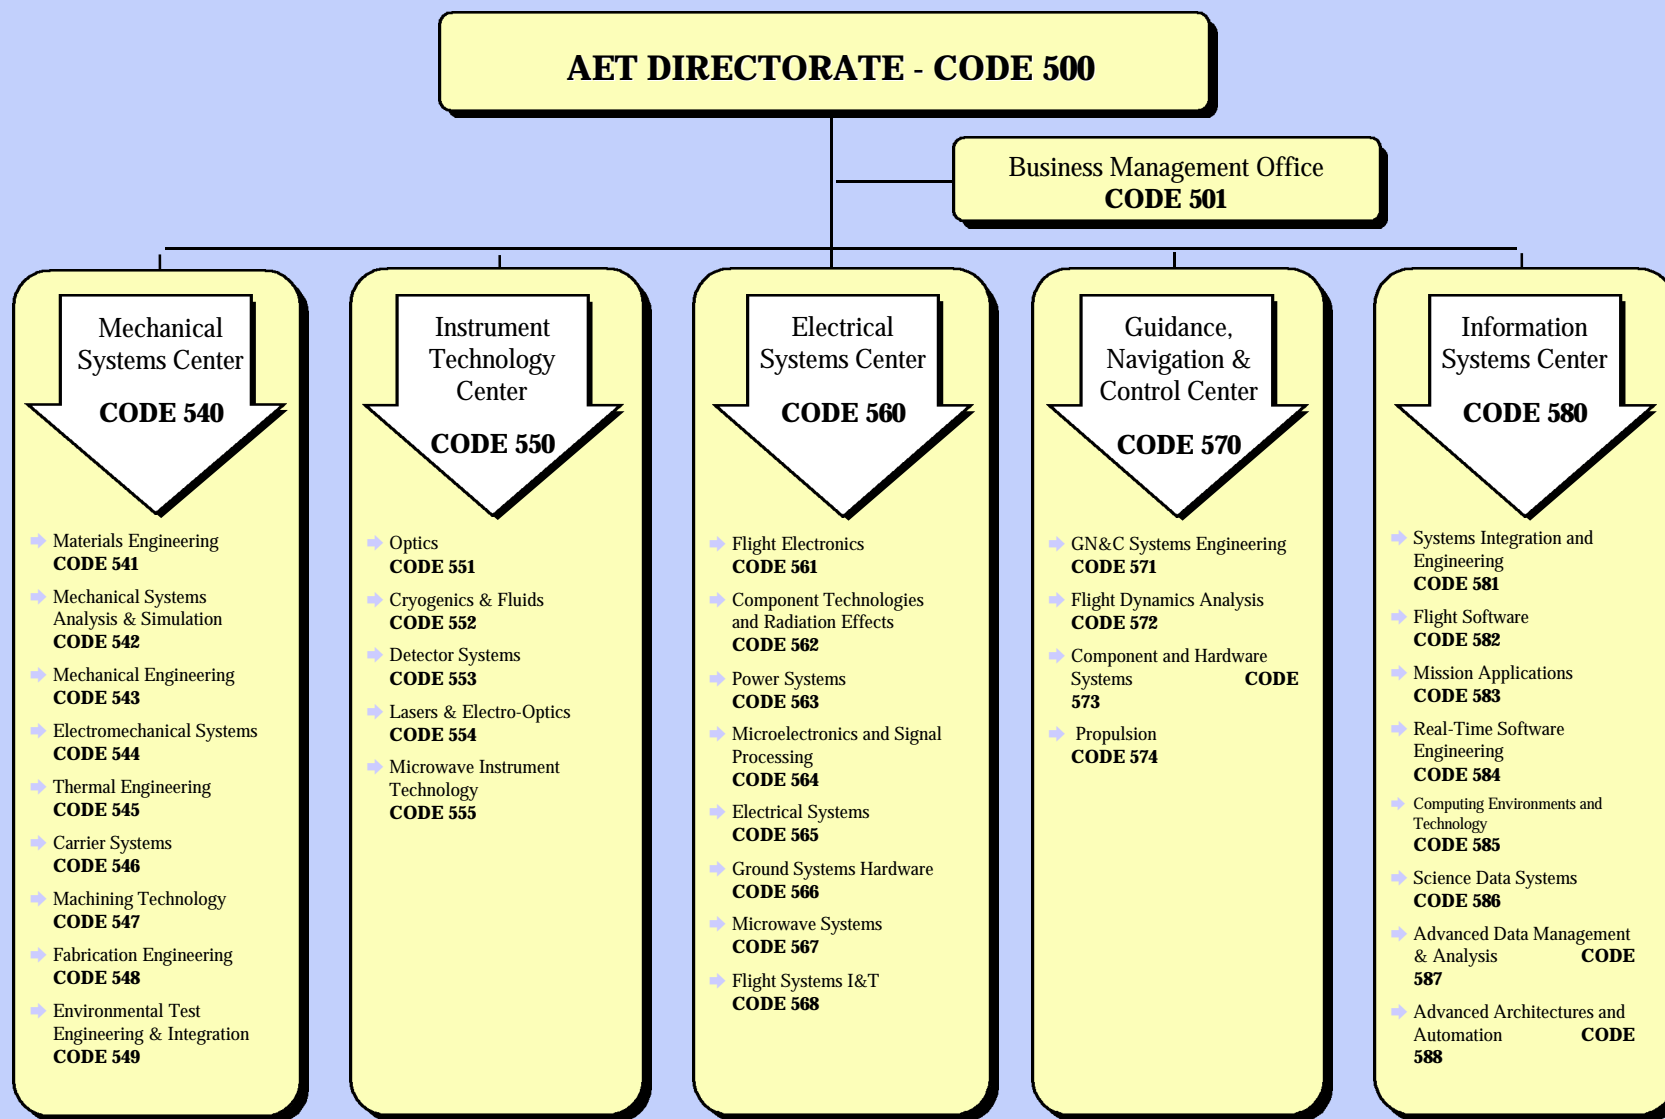 AET DIRECTORATE - CODE 500
Business Management Office
CODE 501
Mechanical
Systems Center
CODE 540
Materials Engineering
CODE 541
Mechanical Systems
Analysis & Simulation
CODE 542
Mechanical Engineering
CODE 543
Electromechanical Systems
CODE 544
Thermal Engineering
CODE 545
Carrier Systems
CODE 546
Machining Technology
CODE 547
Fabrication Engineering
CODE 548
Environmental Test
Engineering & Integration
CODE 549
Instrument
Technology
Center
CODE 550
Optics
CODE 551
Cryogenics & Fluids
CODE 552
Detector Systems
CODE 553
Lasers & Electro-Optics
CODE 554
Microwave Instrument
Technology
CODE 555
Electrical
Systems Center
CODE 560
Flight Electronics
CODE 561
Component Technologies
and Radiation Effects
CODE 562
Power Systems
CODE 563
Microelectronics and Signal
Processing
CODE 564
Electrical Systems
CODE 565
Ground Systems Hardware
CODE 566
Microwave Systems
CODE 567
Flight Systems I&T
CODE 568
Guidance,
Navigation &
Control Center
CODE 570
GN&C Systems Engineering
CODE 571
Flight Dynamics Analysis
CODE 572
Component and Hardware
Systems CODE
573
Propulsion
CODE 574
Information
Systems Center
CODE 580
Systems Integration and
Engineering
CODE 581
Flight Software
CODE 582
Mission Applications
CODE 583
Real-Time Software
Engineering
CODE 584
Computing Environments and
Technology
CODE 585
Science Data Systems
CODE 586
Advanced Data Management
& Analysis CODE
587
Advanced Architectures and
Automation CODE
588